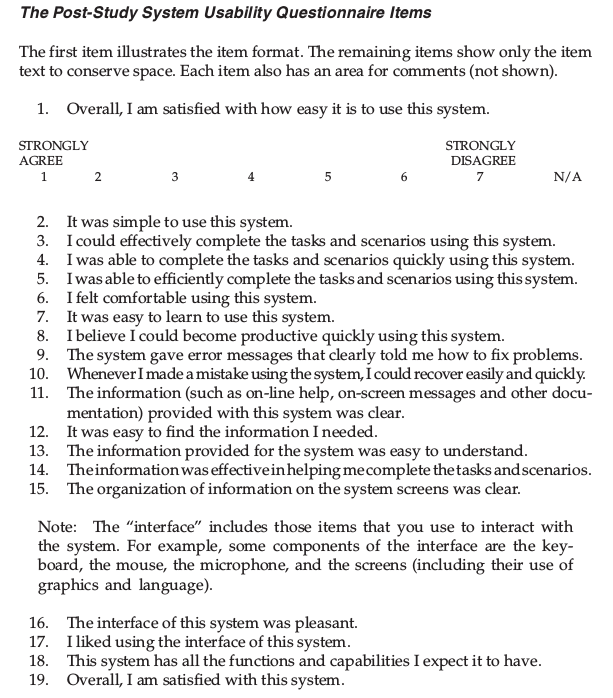 The Post-Study System Usability Questionnaire Items
The first item illustrates the item format. The remaining items show only the item
text to conserve space. Each item also has an area for comments (not shown).
1. Overall, I am satisfied with how easy it is to use this system.
STRONGLY STRONGLY
AGREE DISAGREE
1 2 3 4 5 6 7 N/A
2. It was simple to use this system.
3. I could effectively complete the tasks and scenarios using this system.
4. I was able to complete the tasks and scenarios quickly using this system.
5. I was able to efficiently complete the tasks and scenarios using this system.
6. I felt comfortable using this system.
7. It was easy to learn to use this system.
8. I believe I could become productive quickly using this system.
9. The system gave error messages that clearly told me how to fix problems.
10. Whenever I made a mistake using the system, I could recover easily and quickly.
11. The information (such as on-line help, on-screen messages and other docu-
mentation) provided with this system was clear.
12. It was easy to find the information I needed.
13. The information provided for the system was easy to understand.
14. The information was effective in helping me complete the tasks and scenarios.
15. The organization of information on the system screens was clear.
Note: The “interface” includes those items that you use to interact with
the system. For example, some components of the interface are the key-
board, the mouse, the microphone, and the screens (including their use of
graphics and language).
16. The interface of this system was pleasant.
17. I liked using the interface of this system.
18. This system has all the functions and capabilities I expect it to have.
19. Overall, I am satisfied with this system.